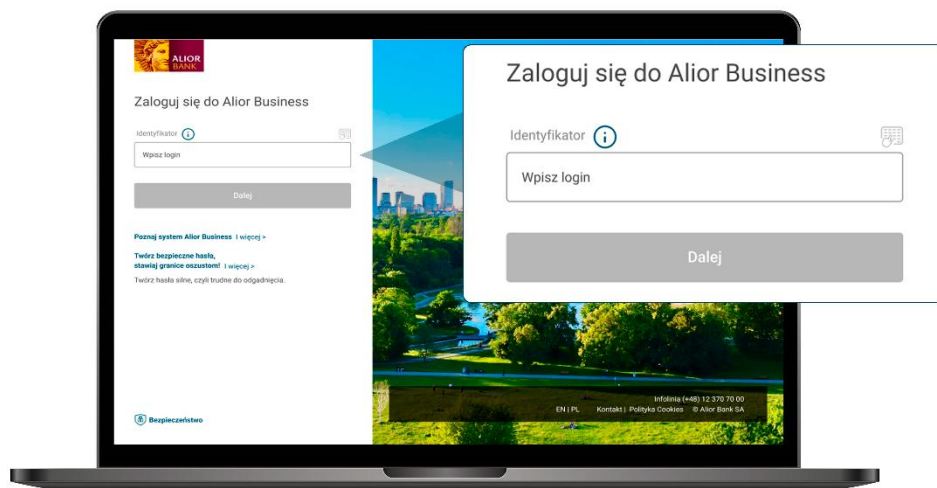 ALIOR
BANK
Zaloguj się do Alior Business
Identyfikator
Wpisz login
Dalej
Poznaj system Alior Business | więcej >
Twórz bezpieczne hasła,
stawiaj granice oszustom! | więcej >
Twórz hasła silne, czyli trudne do odgadnięcia.
Bezpieczeństwo
Zaloguj się do Alior Business
Identyfikator
Wpisz login
Dalej
Infolinia (+48) 12 370 70 00
EN | PL Kontakt | Polityka Cookies © Alior Bank SA